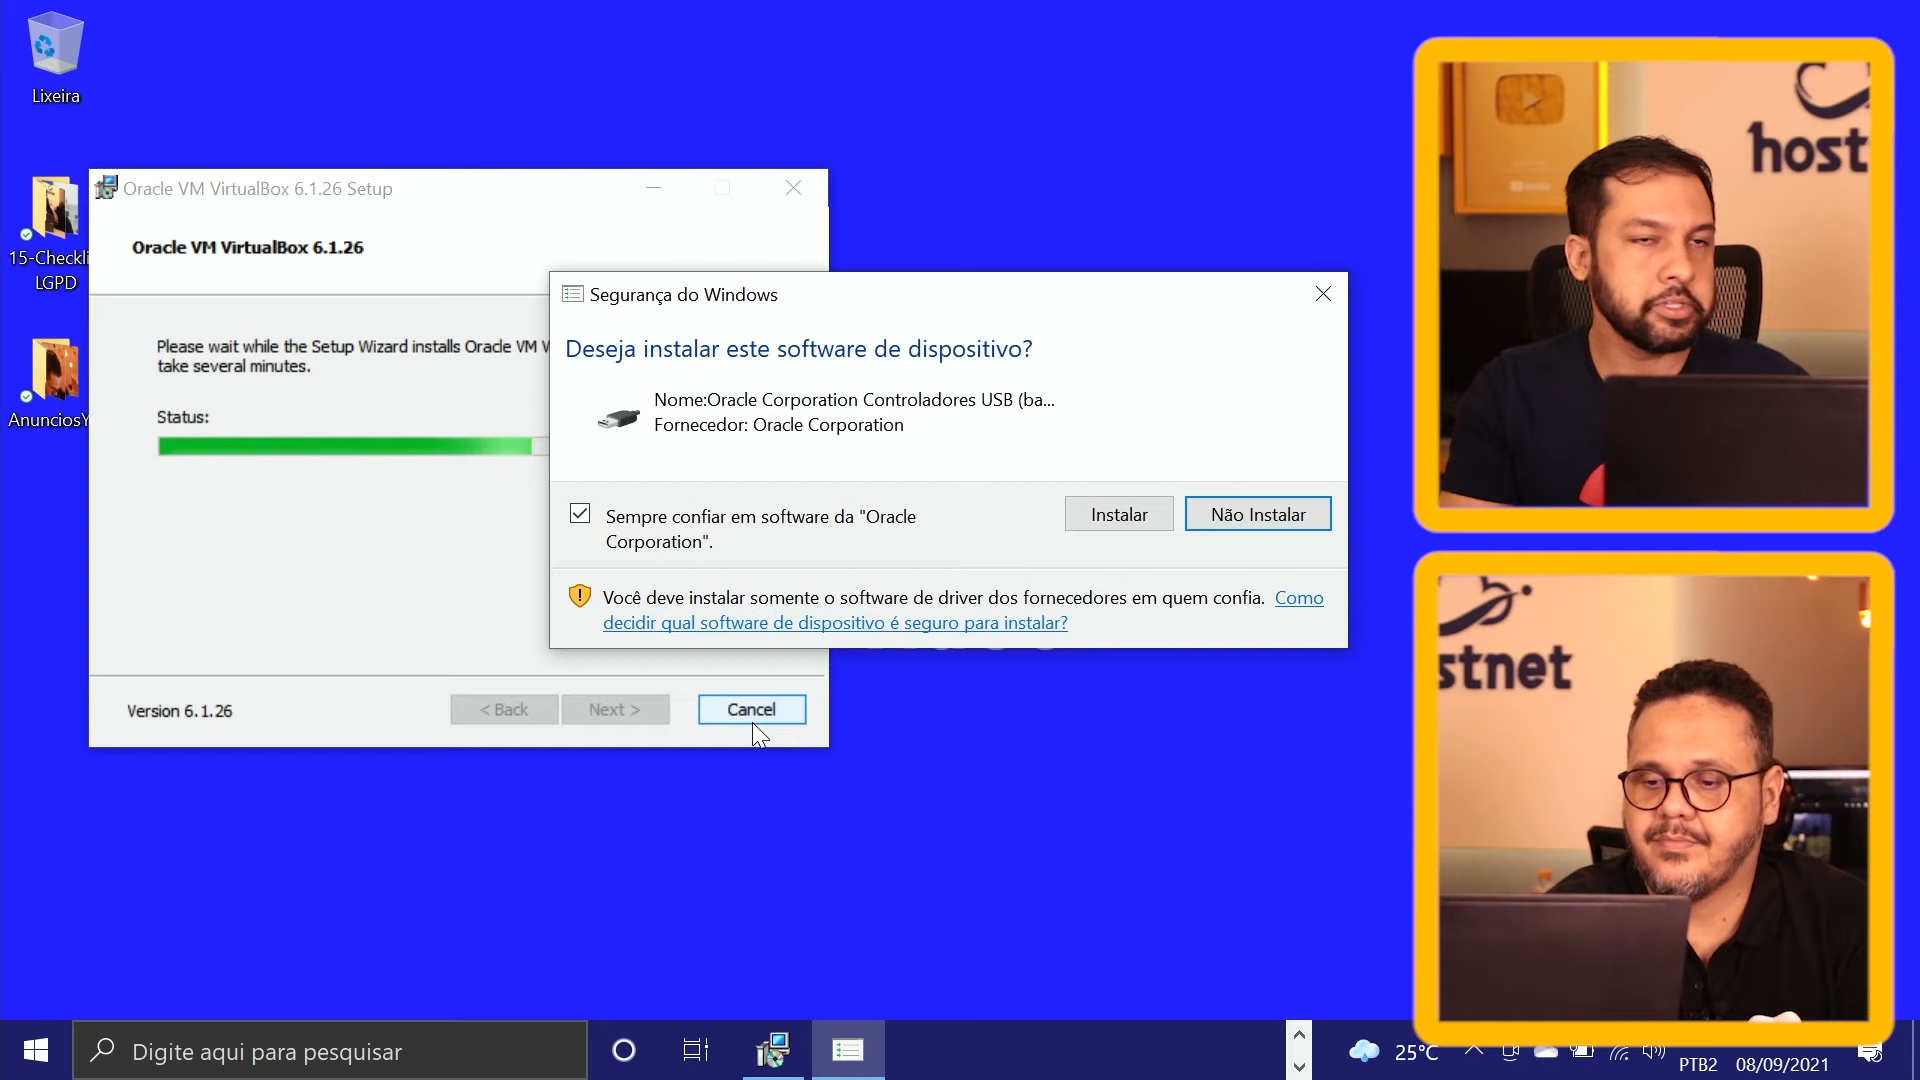 Lixeira
15-Checkli
LGPD
AnunciosY
Oracle VM VirtualBox 6.1.26 Setup
Oracle VM VirtualBox 6.1.26
Please wait while the Setup Wizard installs Oracle VM V
take several minutes.
Status:
Version 6.1.26
< Back
Next >
Cancel
Segurança do Windows
Deseja instalar este software de dispositivo?
Nome:Oracle Corporation Controladores USB (ba...
Fornecedor: Oracle Corporation
Sempre confiar em software da "Oracle
Corporation".
Instalar
Não Instalar
Você deve instalar somente o software de driver dos fornecedores em quem confia. Como
decidir qual software de dispositivo é seguro para instalar?
host
stnet
Digite aqui para pesquisar
25°C
PTB2
08/09/2021